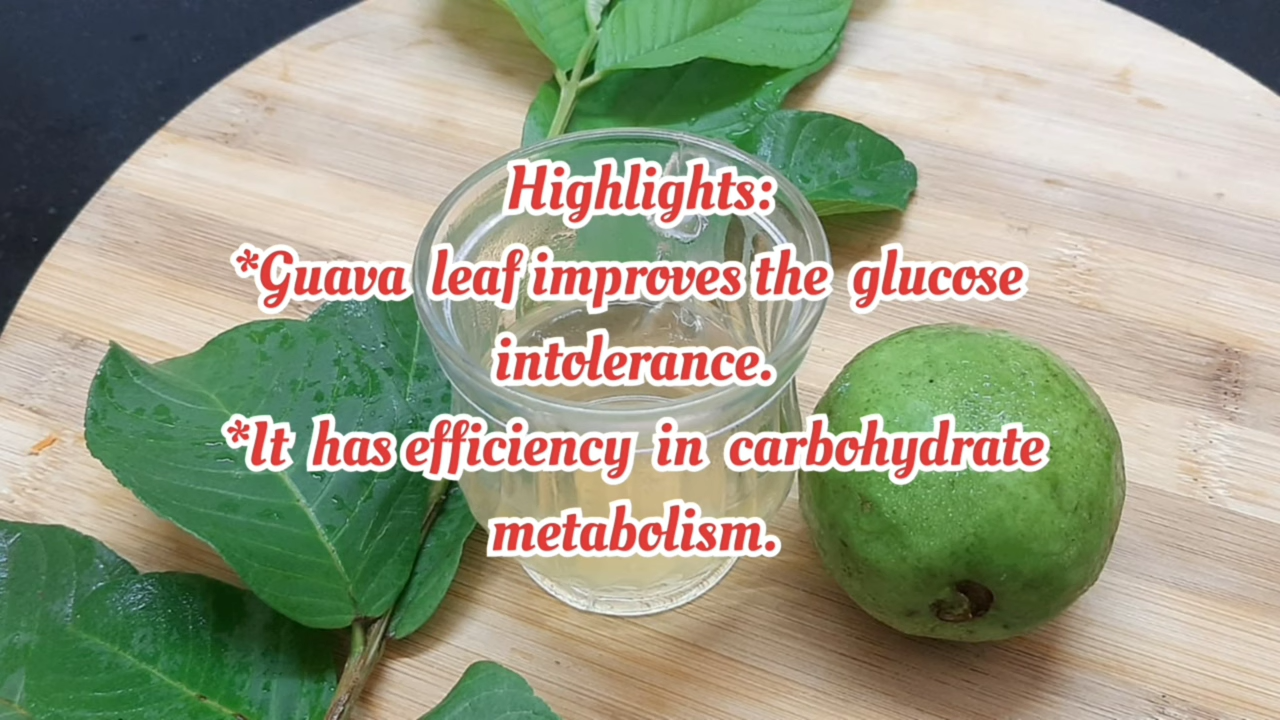 Highlights:
*Guava leaf improves the glucose
intolerance.
*It has efficiency in carbohydrate
metabolism.